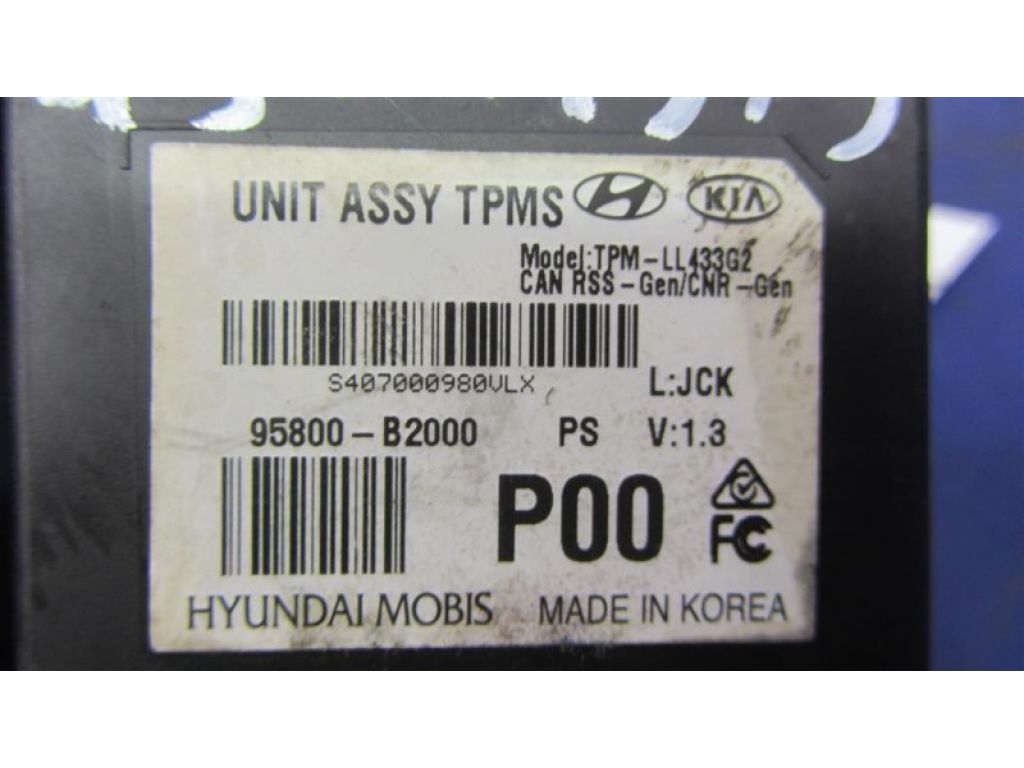 UNIT ASSY TPMS KIA
Model:TPM-LL433G2
CAN RSS-Gen/CNR-Gen
S407000980VLX
L:JCK
95800-B2000 PS V:1.3
P00
FC
HYUNDAI MOBIS MADE IN KOREA